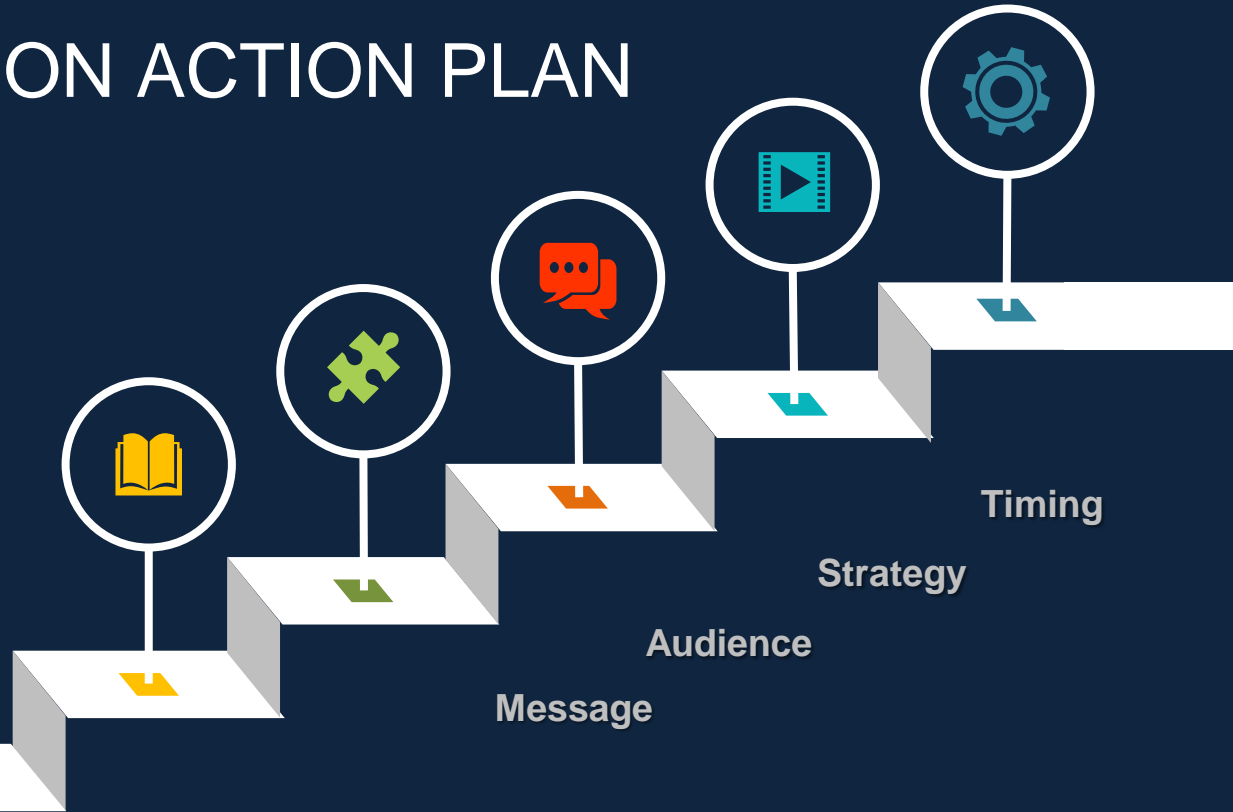 ON ACTION PLAN
Timing
Strategy
Audience
Message